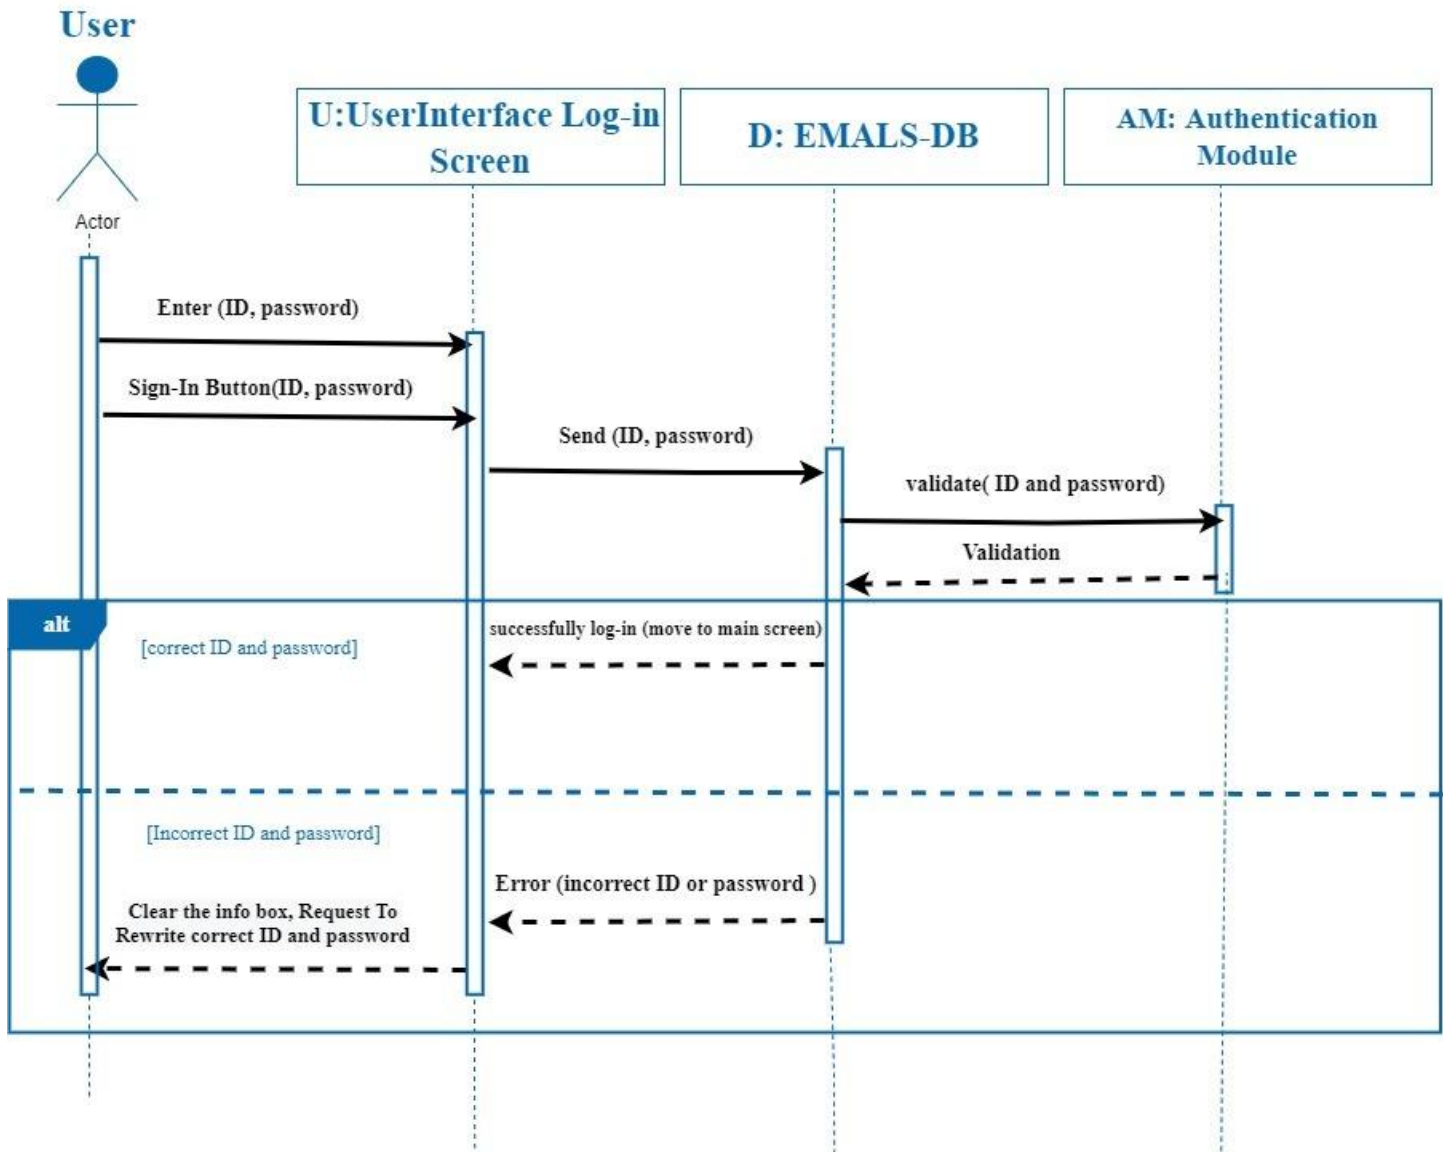 User
Actor
U:UserInterface Log-in
Screen
D: EMALS-DB
AM: Authentication
Module
Enter (ID, password)
Sign-In Button(ID, password)
Send (ID, password)
validate( ID and password)
Validation
alt
[correct ID and password]
successfully log-in (move to main screen)
[Incorrect ID and password]
Error (incorrect ID or password )
Clear the info box, Request To
Rewrite correct ID and password